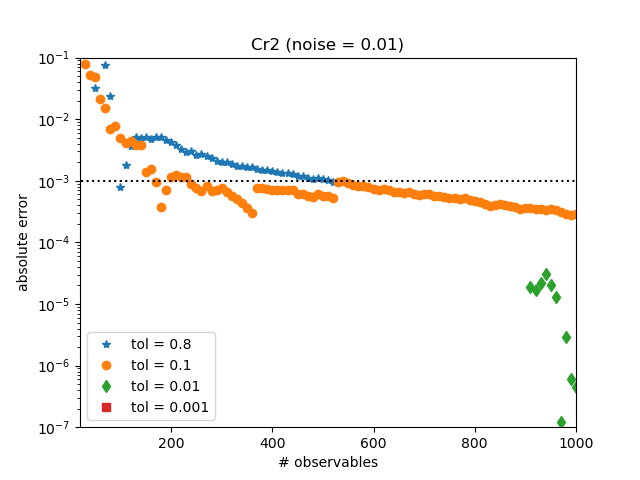 Cr2 (noise = 0.01)
absolute error
10⁻¹
10⁻²
10⁻³
10⁻⁴
10⁻⁵
10⁻⁶
10⁻⁷
tol = 0.8
tol = 0.1
tol = 0.01
tol = 0.001
200 400 600 800 1000
# observables